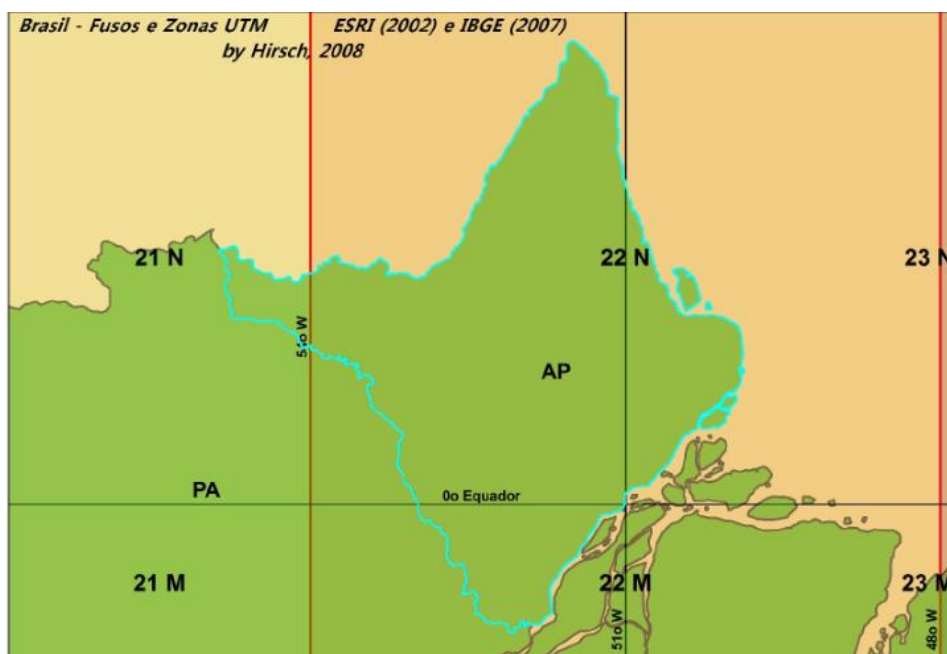 Brasil - Fusos e Zonas UTM
ESRI (2002) e IBGE (2007)
by Hirsch, 2008
21 N
22 N
23 N
54o W
AP
PA
0o Equador
21 M
22 M
23 M
51o W
48o W